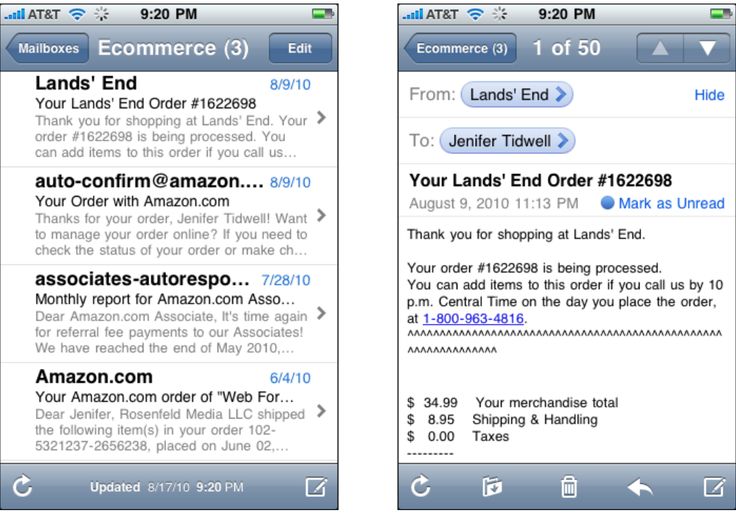 AT&T 9:20 PM
Mailboxes Ecommerce (3) Edit
Lands' End 8/9/10
Your Lands' End Order #1622698
Thank you for shopping at Lands' End. Your
order #1622698 is being processed. You
can add items to this order if you call us...
auto-confirm@amazon.... 8/9/10
Your Order with Amazon.com
Thanks for your order, Jenifer Tidwell! Want
to manage your order online? If you need to
check the status of your order or make ch...
associates-autorespo... 7/28/10
Monthly report for Amazon.com Asso...
Dear Amazon.com Associate, It's time again
for referral fee payments to our Associates!
We have reached the end of May 2010,...
Amazon.com 6/4/10
Your Amazon.com order of "Web For...
Dear Jenifer, Rosenfeld Media LLC shipped
the following item(s) in your order 102-
5321237-2656238, placed on June 02,...
Updated 8/17/10 9:20 PM
AT&T 9:20 PM
Ecommerce (3) 1 of 50
From: Lands' End Hide
To: Jenifer Tidwell
Your Lands' End Order #1622698
August 9, 2010 11:13 PM Mark as Unread
Thank you for shopping at Lands' End.
Your order #1622698 is being processed.
You can add items to this order if you call us by 10
p.m. Central Time on the day you place the order,
at 1-800-963-4816.
^^^^^^^^^^^^^^^^^^^^^^^^^^^^^^^^^^^^^^^^^^^^^^^^^
^^^^^^^^^^^^^^
$ 34.99 Your merchandise total
$ 8.95 Shipping & Handling
$ 0.00 Taxes
---------